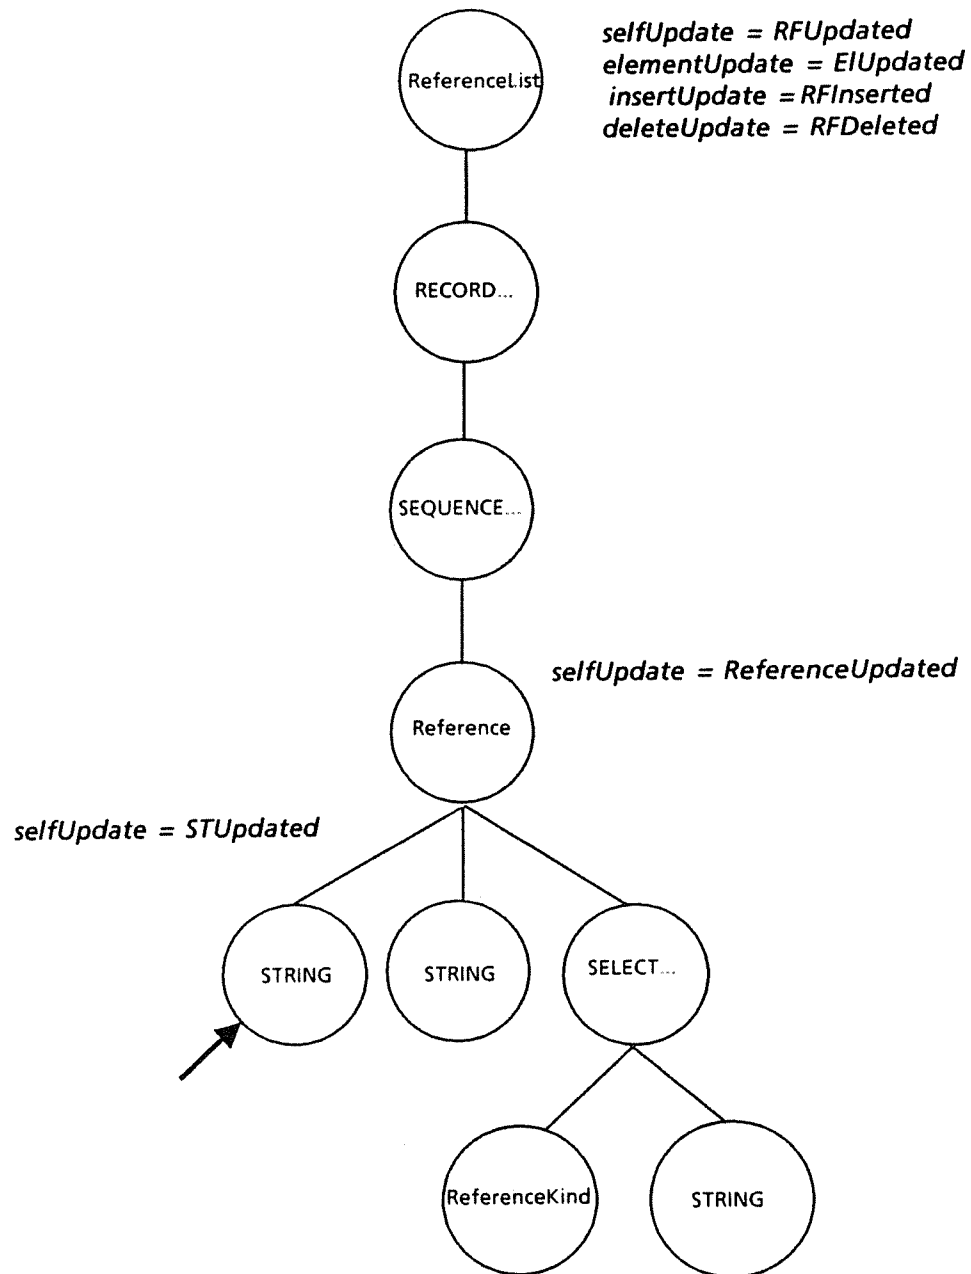 selfUpdate = RFUpdated
elementUpdate = ElUpdated
insertUpdate = RFInserted
deleteUpdate = RFDeleted
ReferenceList
RECORD...
SEQUENCE...
selfUpdate = ReferenceUpdated
Reference
selfUpdate = STUpdated
STRING
STRING
SELECT...
ReferenceKind
STRING